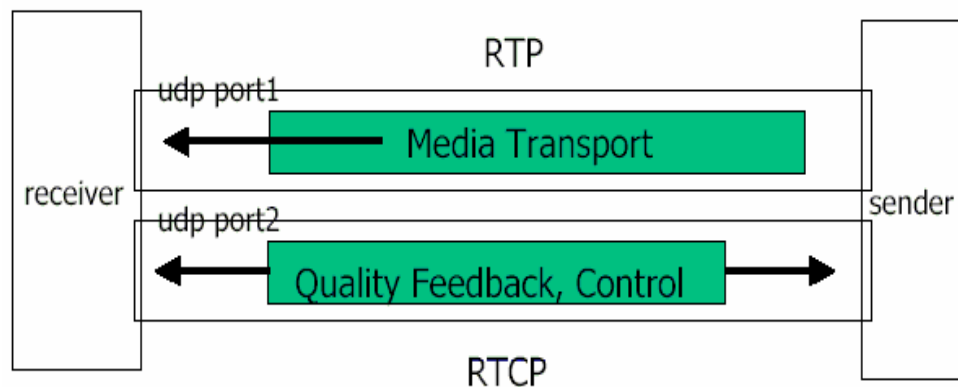 RTP
udp port1
Media Transport
receiver
sender
udp port2
Quality Feedback, Control
RTCP